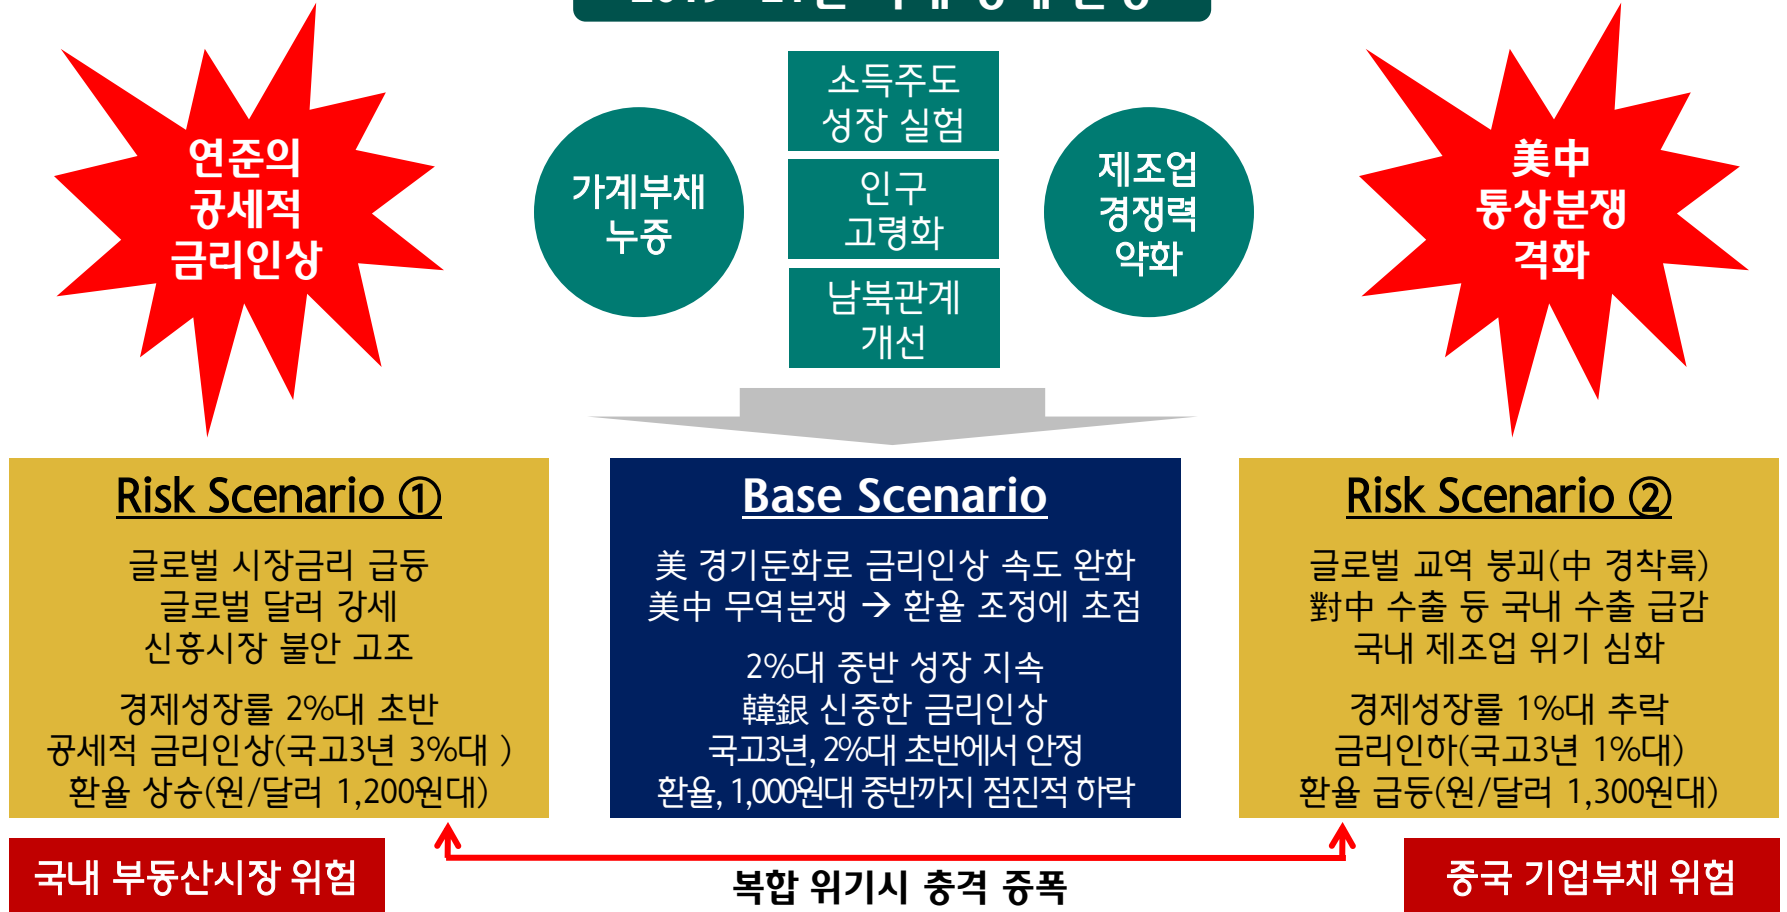 연준의
공세적
금리인상
가계부채
누증
소득주도
성장 실험
인구
고령화
남북관계
개선
제조업
경쟁력
약화
美中
통상분쟁
격화
Risk Scenario ①
글로벌 시장금리 급등
글로벌 달러 강세
신흥시장 불안 고조
경제성장률 2%대 초반
공세적 금리인상(국고3년 3%대 )
환율 상승(원/달러 1,200원대)
Base Scenario
美 경기둔화로 금리인상 속도 완화
美中 무역분쟁 → 환율 조정에 초점
2%대 중반 성장 지속
韓銀 신중한 금리인상
국고3년, 2%대 초반에서 안정
환율, 1,000원대 중반까지 점진적 하락
Risk Scenario ②
글로벌 교역 붕괴(中 경착륙)
對中 수출 등 국내 수출 급감
국내 제조업 위기 심화
경제성장률 1%대 추락
금리인하(국고3년 1%대)
환율 급등(원/달러 1,300원대)
국내 부동산시장 위험
복합 위기시 충격 증폭
중국 기업부채 위험